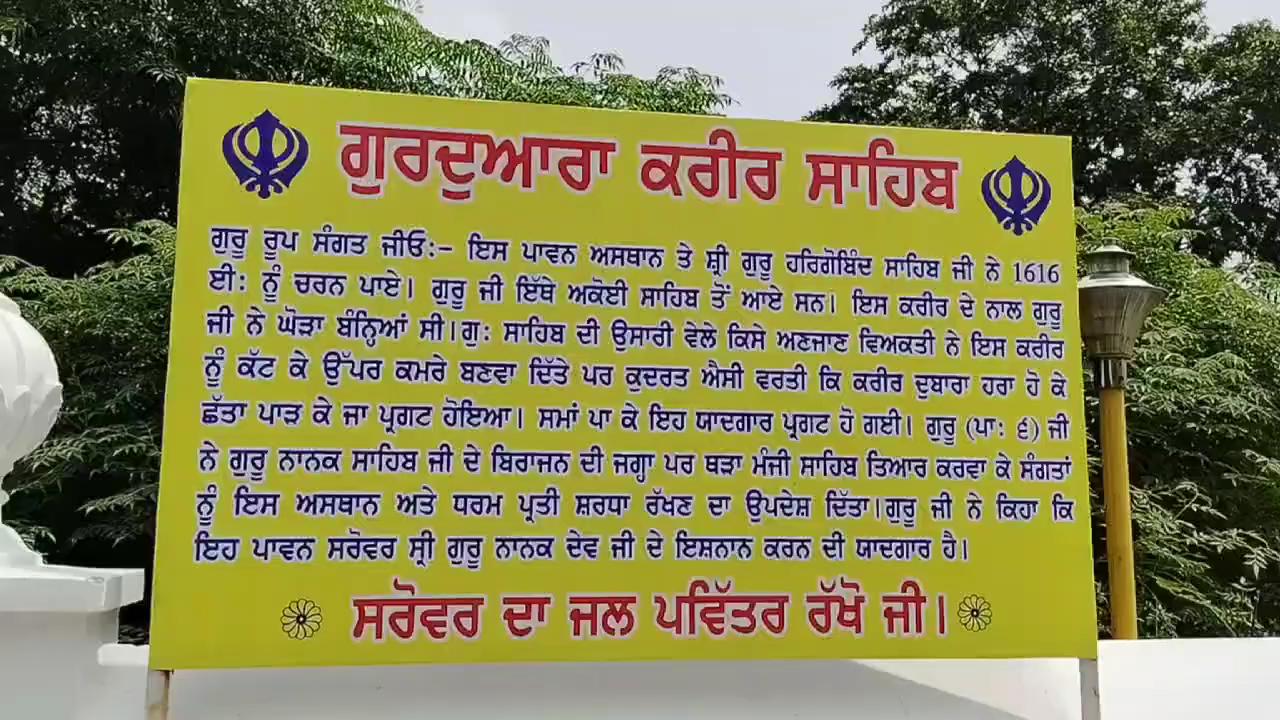 ਗੁਰਦੁਆਰਾ ਕਰੀਰ ਸਾਹਿਬ
ਗੁਰੂ ਰੂਪ ਸੰਗਤ ਜੀਓ:- ਇਸ ਪਾਵਨ ਅਸਥਾਨ ਤੇ ਸ਼੍ਰੀ ਗੁਰੂ ਹਰਿਗੋਬਿੰਦ ਸਾਹਿਬ ਜੀ ਨੇ 1616
ਈ: ਨੂੰ ਚਰਨ ਪਾਏ। ਗੁਰੂ ਜੀ ਇੱਥੇ ਅਕੋਈ ਸਾਹਿਬ ਤੋਂ ਆਏ ਸਨ। ਇਸ ਕਰੀਰ ਦੇ ਨਾਲ ਗੁਰੂ
ਜੀ ਨੇ ਘੋੜਾ ਬੰਨ੍ਹਿਆਂ ਸੀ।ਗੁ: ਸਾਹਿਬ ਦੀ ਉਸਾਰੀ ਵੇਲੇ ਕਿਸੇ ਅਣਜਾਣ ਵਿਅਕਤੀ ਨੇ ਇਸ ਕਰੀਰ
ਨੂੰ ਕੱਟ ਕੇ ਉੱਪਰ ਕਮਰੇ ਬਣਵਾ ਦਿੱਤੇ ਪਰ ਕੁਦਰਤ ਐਸੀ ਵਰਤੀ ਕਿ ਕਰੀਰ ਦੁਬਾਰਾ ਹਰਾ ਹੋ ਕੇ
ਛੱਤਾ ਪਾੜ ਕੇ ਜਾ ਪ੍ਰਗਟ ਹੋਇਆ। ਸਮਾਂ ਪਾ ਕੇ ਇਹ ਯਾਦਗਾਰ ਪ੍ਰਗਟ ਹੋ ਗਈ। ਗੁਰੂ (ਪਾ: ੬) ਜੀ
ਨੇ ਗੁਰੂ ਨਾਨਕ ਸਾਹਿਬ ਜੀ ਦੇ ਬਿਰਾਜਨ ਦੀ ਜਗ੍ਹਾ ਪਰ ਥੜਾ ਮੰਜੀ ਸਾਹਿਬ ਤਿਆਰ ਕਰਵਾ ਕੇ ਸੰਗਤਾਂ
ਨੂੰ ਇਸ ਅਸਥਾਨ ਅਤੇ ਧਰਮ ਪ੍ਰਤੀ ਸ਼ਰਧਾ ਰੱਖਣ ਦਾ ਉਪਦੇਸ਼ ਦਿੱਤਾ।ਗੁਰੂ ਜੀ ਨੇ ਕਿਹਾ ਕਿ
ਇਹ ਪਾਵਨ ਸਰੋਵਰ ਸ਼੍ਰੀ ਗੁਰੂ ਨਾਨਕ ਦੇਵ ਜੀ ਦੇ ਇਸ਼ਨਾਨ ਕਰਨ ਦੀ ਯਾਦਗਾਰ ਹੈ।
ਸਰੋਵਰ ਦਾ ਜਲ ਪਵਿੱਤਰ ਰੱਖੋ ਜੀ।